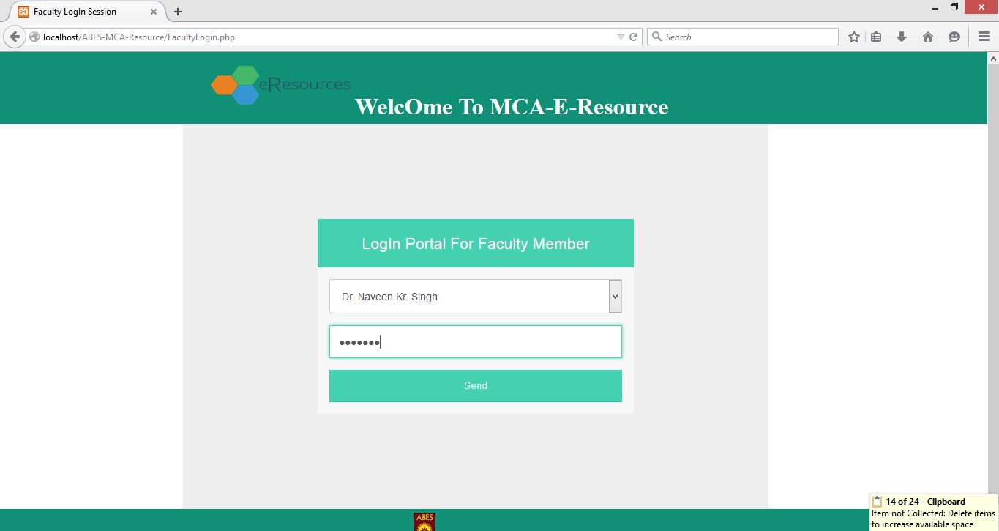 Faculty LogIn Session
localhost/ABES-MCA-Resource/FacultyLogin.php
Search
eResources
WelcOme To MCA-E-Resource
LogIn Portal For Faculty Member
Dr. Naveen Kr. Singh
•••••••
Send
14 of 24 - Clipboard
Item not Collected: Delete items
to increase available space
ABES